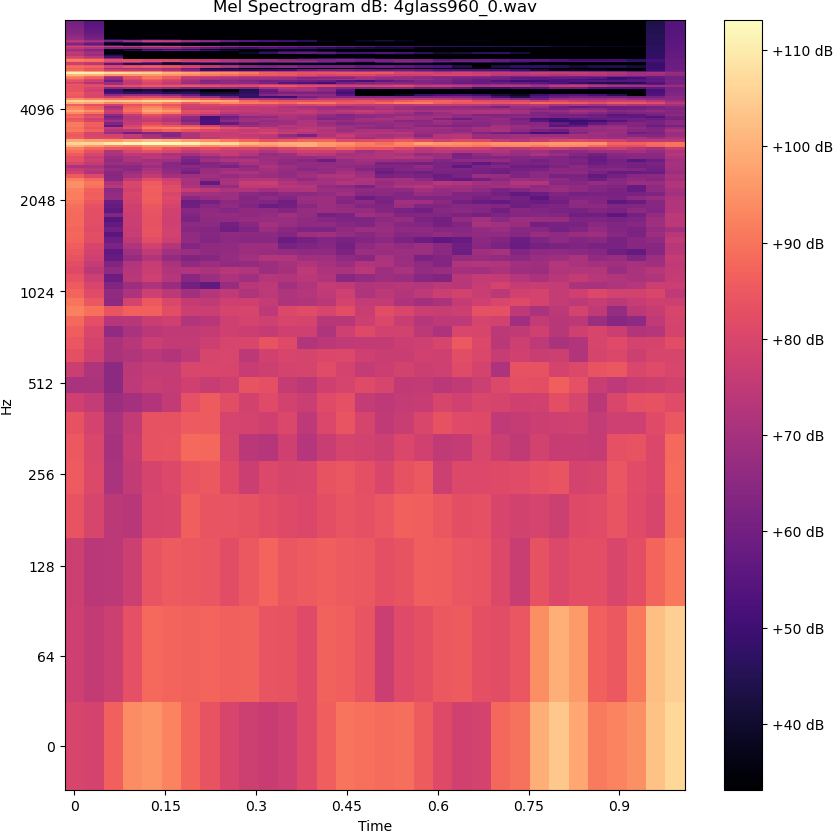 Mel Spectrogram dB: 4glass960_0.wav
+110 dB
+100 dB
+90 dB
+80 dB
+70 dB
+60 dB
+50 dB
+40 dB
4096
2048
1024
512
256
128
64
0
Hz
0
0.15
0.3
0.45
0.6
0.75
0.9
Time